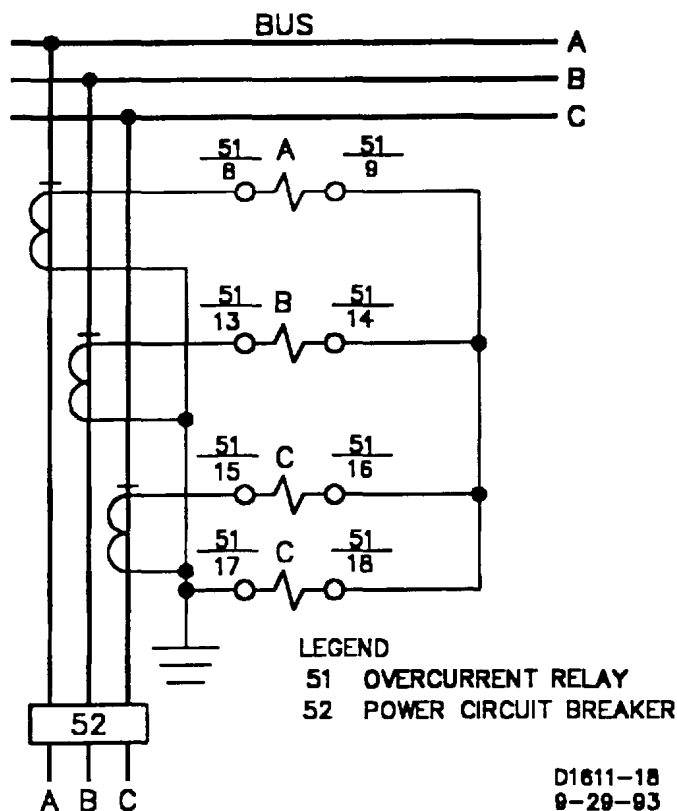 BUS
A
B
C
51 A 51
8 9
51 B 51
13 14
51 C 51
15 16
51 C 51
17 18
LEGEND
51 OVERCURRENT RELAY
52 POWER CIRCUIT BREAKER
52
A B C
D1611-18
9-29-93